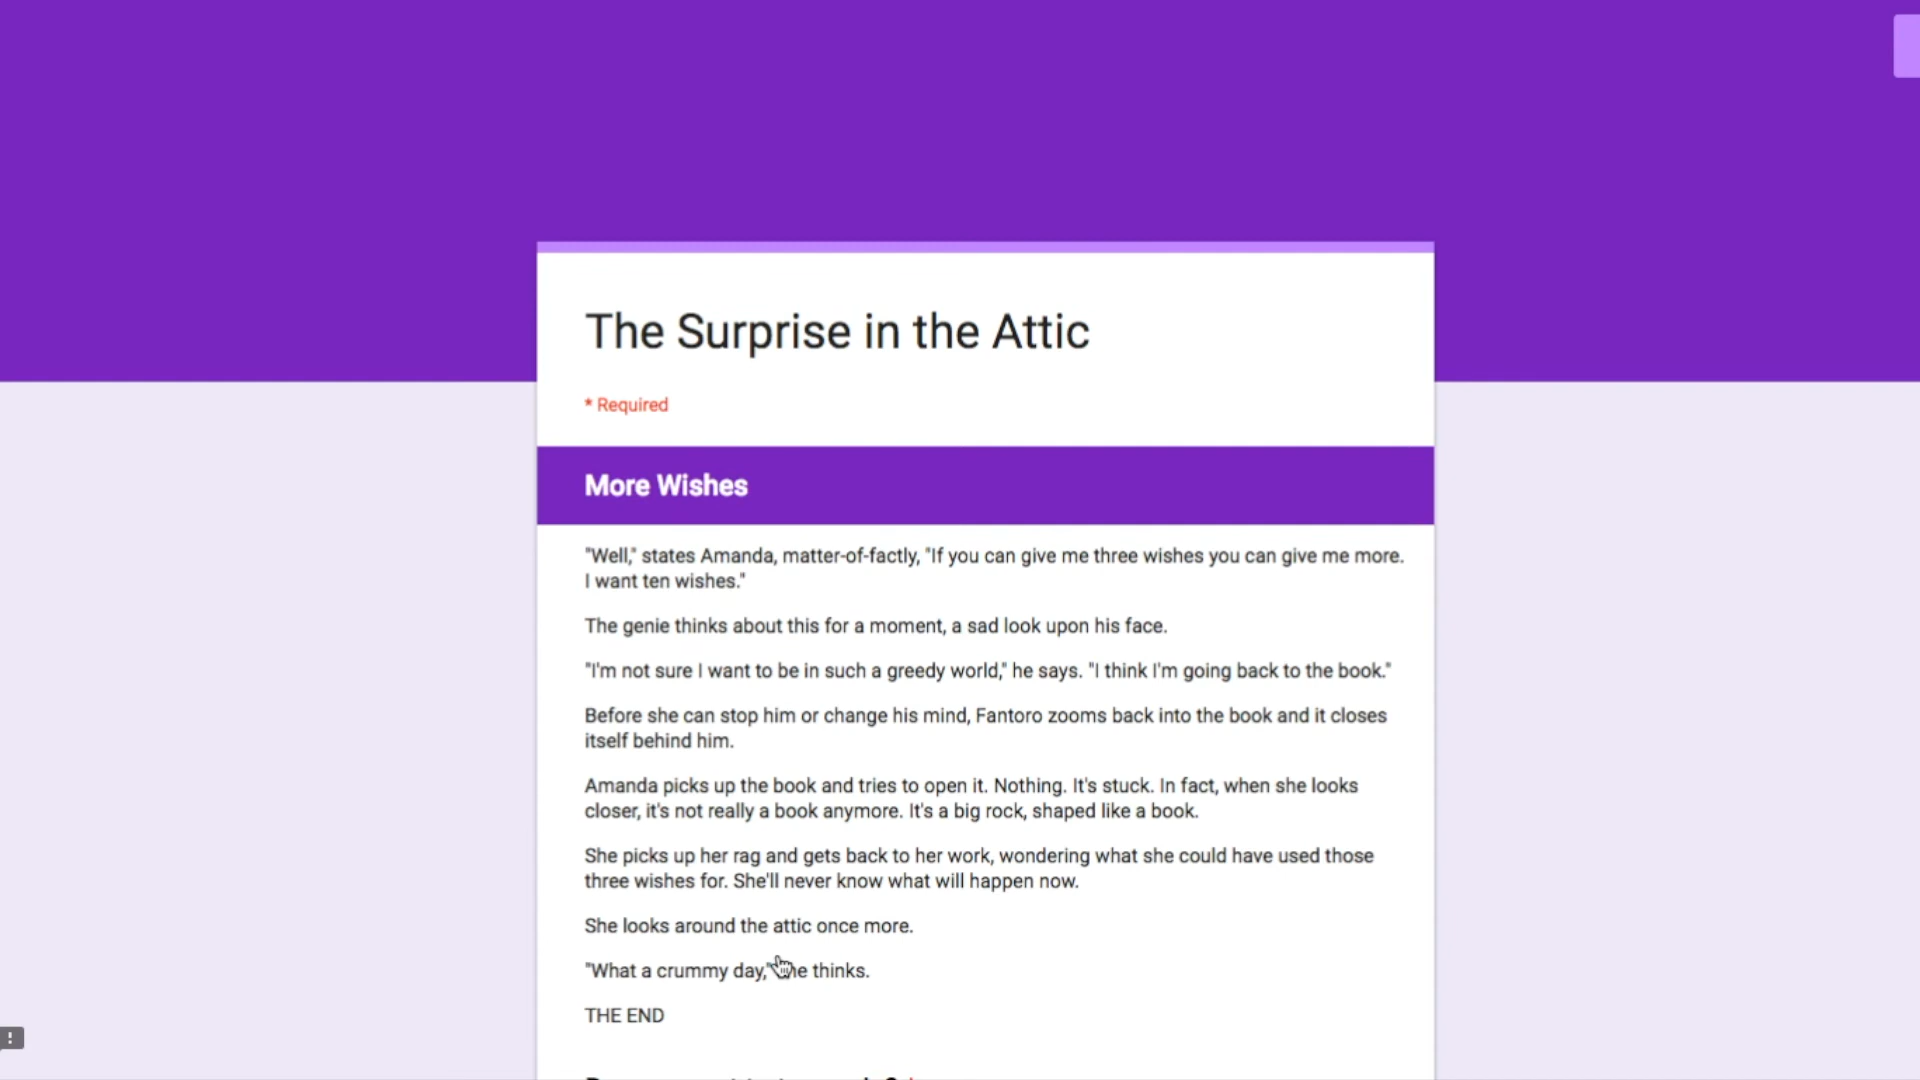 The Surprise in the Attic
* Required
More Wishes
"Well," states Amanda, matter-of-factly, "If you can give me three wishes you can give me more.
I want ten wishes."
The genie thinks about this for a moment, a sad look upon his face.
"I'm not sure I want to be in such a greedy world," he says. "I think I'm going back to the book."
Before she can stop him or change his mind, Fantoro zooms back into the book and it closes
itself behind him.
Amanda picks up the book and tries to open it. Nothing. It's stuck. In fact, when she looks
closer, it's not really a book anymore. It's a big rock, shaped like a book.
She picks up her rag and gets back to her work, wondering what she could have used those
three wishes for. She'll never know what will happen now.
She looks around the attic once more.
"What a crummy day," she thinks.
THE END